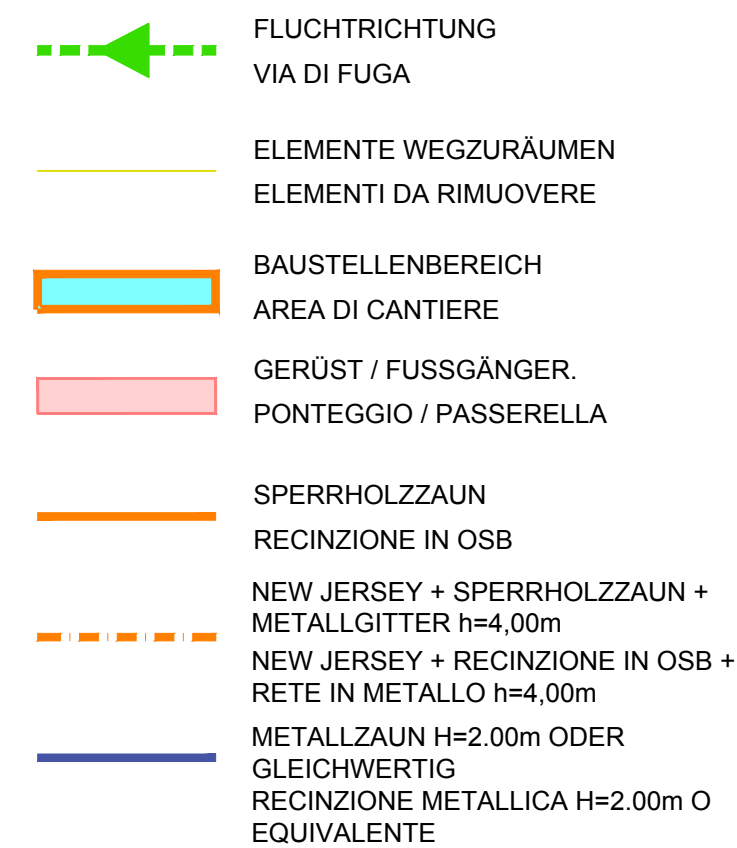 FLUCHTRICHTUNG
VIA DI FUGA
ELEMENTE WEGZURÄUMEN
ELEMENTI DA RIMUOVERE
BAUSTELLENBEREICH
AREA DI CANTIERE
GERÜST / FUSSGÄNGER.
PONTEGGIO / PASSERELLA
SPERRHOLZZAUN
RECINZIONE IN OSB
NEW JERSEY + SPERRHOLZZAUN +
METALLGITTER h=4,00m
NEW JERSEY + RECINZIONE IN OSB +
RETE IN METALLO h=4,00m
METALLZAUN H=2.00m ODER
GLEICHWERTIG
RECINZIONE METALLICA H=2.00m O
EQUIVALENTE